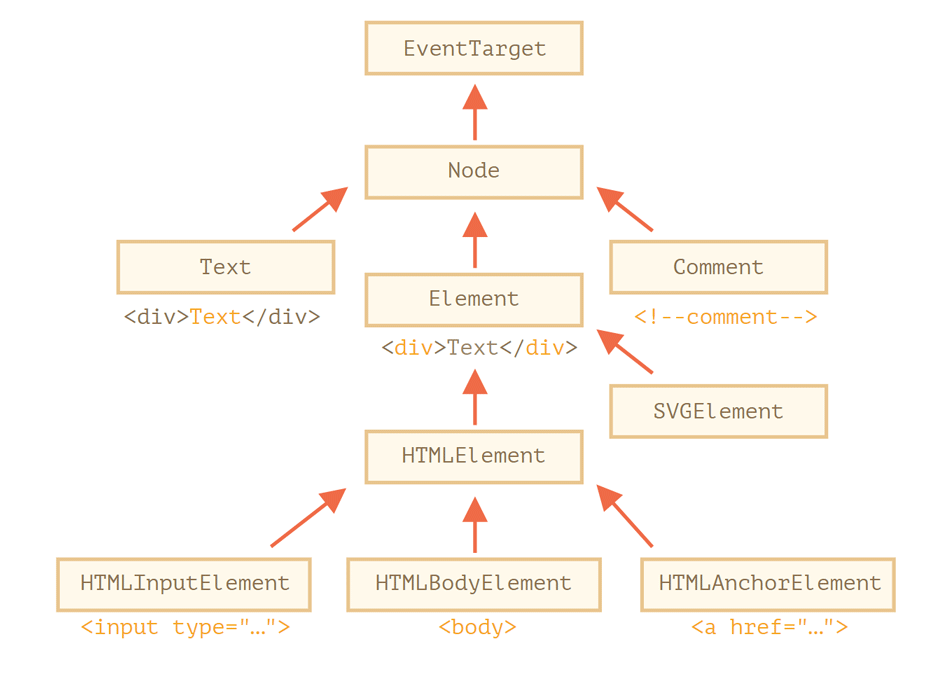 EventTarget
Node
Text
Comment
Element
<div>Text</div>
<!--comment-->
<div>Text</div>
SVGElement
HTMLElement
HTMLInputElement
HTMLBodyElement
HTMLAnchorElement
<input type="…">
<body>
<a href="…">